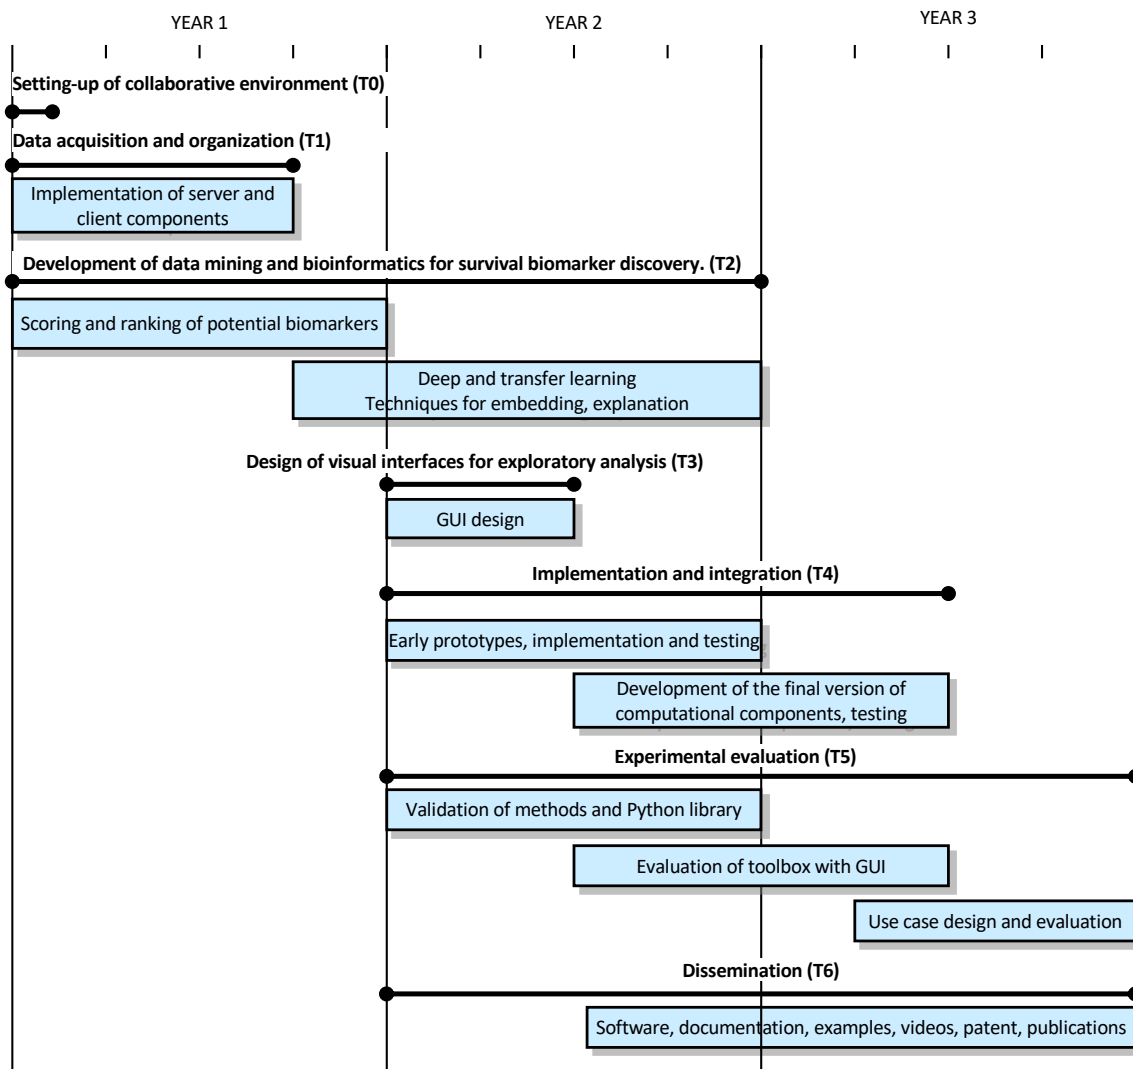 YEAR 1
YEAR 2
YEAR 3
Setting-up of collaborative environment (T0)
Data acquisition and organization (T1)
Implementation of server and
client components
Development of data mining and bioinformatics for survival biomarker discovery. (T2)
Scoring and ranking of potential biomarkers
Deep and transfer learning
Techniques for embedding, explanation
Design of visual interfaces for exploratory analysis (T3)
GUI design
Implementation and integration (T4)
Early prototypes, implementation and testing
Development of the final version of
computational components, testing
Experimental evaluation (T5)
Validation of methods and Python library
Evaluation of toolbox with GUI
Use case design and evaluation
Dissemination (T6)
Software, documentation, examples, videos, patent, publications